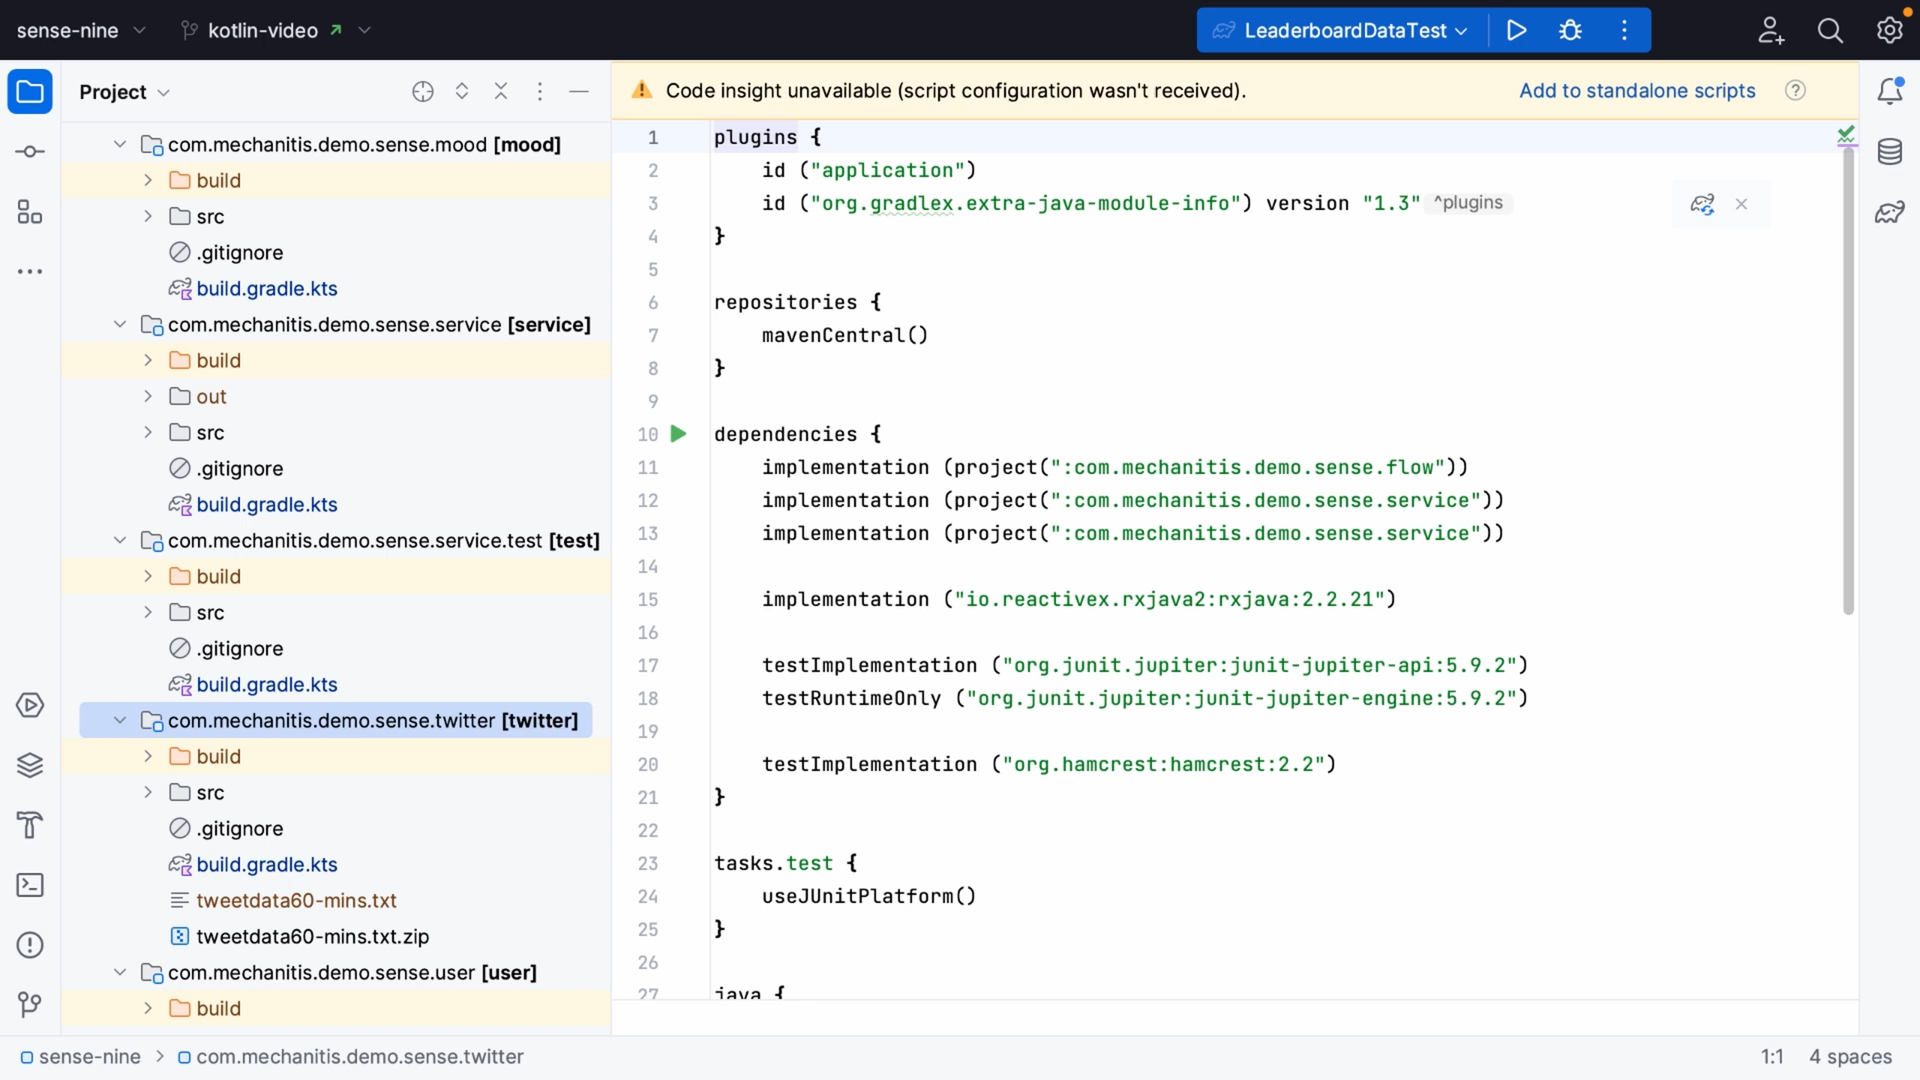 sense-nine
kotlin-video
LeaderboardDataTest
Project
com.mechanitis.demo.sense.mood [mood]
build
src
.gitignore
build.gradle.kts
com.mechanitis.demo.sense.service [service]
build
out
src
.gitignore
build.gradle.kts
com.mechanitis.demo.sense.service.test [test]
build
src
.gitignore
build.gradle.kts
com.mechanitis.demo.sense.twitter [twitter]
build
src
.gitignore
build.gradle.kts
tweetdata60-mins.txt
tweetdata60-mins.txt.zip
com.mechanitis.demo.sense.user [user]
build
Code insight unavailable (script configuration wasn't received).
Add to standalone scripts
1 plugins {
2 id ("application")
3 id ("org.gradlex.extra-java-module-info") version "1.3" ^plugins
4 }
5
6 repositories {
7 mavenCentral()
8 }
9
10 dependencies {
11 implementation (project(":com.mechanitis.demo.sense.flow"))
12 implementation (project(":com.mechanitis.demo.sense.service"))
13 implementation (project(":com.mechanitis.demo.sense.service"))
14
15 implementation ("io.reactivex.rxjava2:rxjava:2.2.21")
16
17 testImplementation ("org.junit.jupiter:junit-jupiter-api:5.9.2")
18 testRuntimeOnly ("org.junit.jupiter:junit-jupiter-engine:5.9.2")
19
20 testImplementation ("org.hamcrest:hamcrest:2.2")
21 }
22
23 tasks.test {
24 useJUnitPlatform()
25 }
26
27 java {
sense-nine > com.mechanitis.demo.sense.twitter
1:1 4 spaces